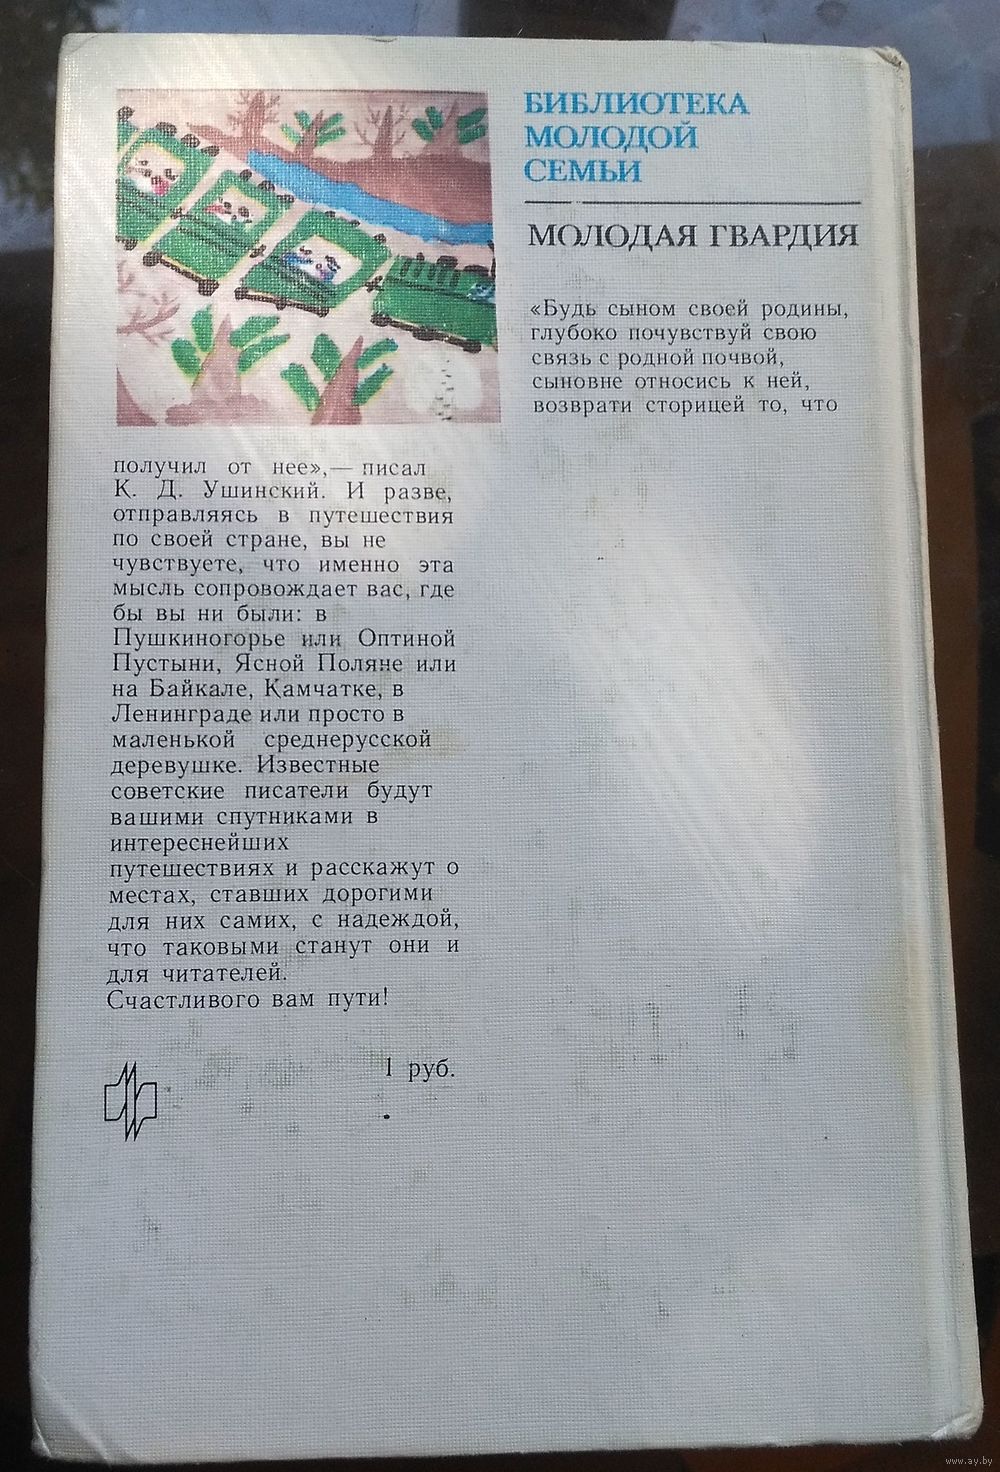 БИБЛИОТЕКА
МОЛОДОЙ
СЕМЬИ
МОЛОДАЯ ГВАРДИЯ
«Будь сыном своей родины,
глубоко почувствуй свою
связь с родной почвой,
сыновне относись к ней,
возврати сторицей то, что
получил от нее»,— писал
К. Д. Ушинский. И разве,
отправляясь в путешествия
по своей стране, вы не
чувствуете, что именно эта
мысль сопровождает вас, где
бы вы ни были: в
Пушкиногорье или Оптиной
Пустыни, Ясной Поляне или
на Байкале, Камчатке, в
Ленинграде или просто в
маленькой среднерусской
деревушке. Известные
советские писатели будут
вашими спутниками в
интереснейших
путешествиях и расскажут о
местах, ставших дорогими
для них самих, с надеждой,
что таковыми станут они и
для читателей.
Счастливого вам пути!
1 руб.
www.ay.by